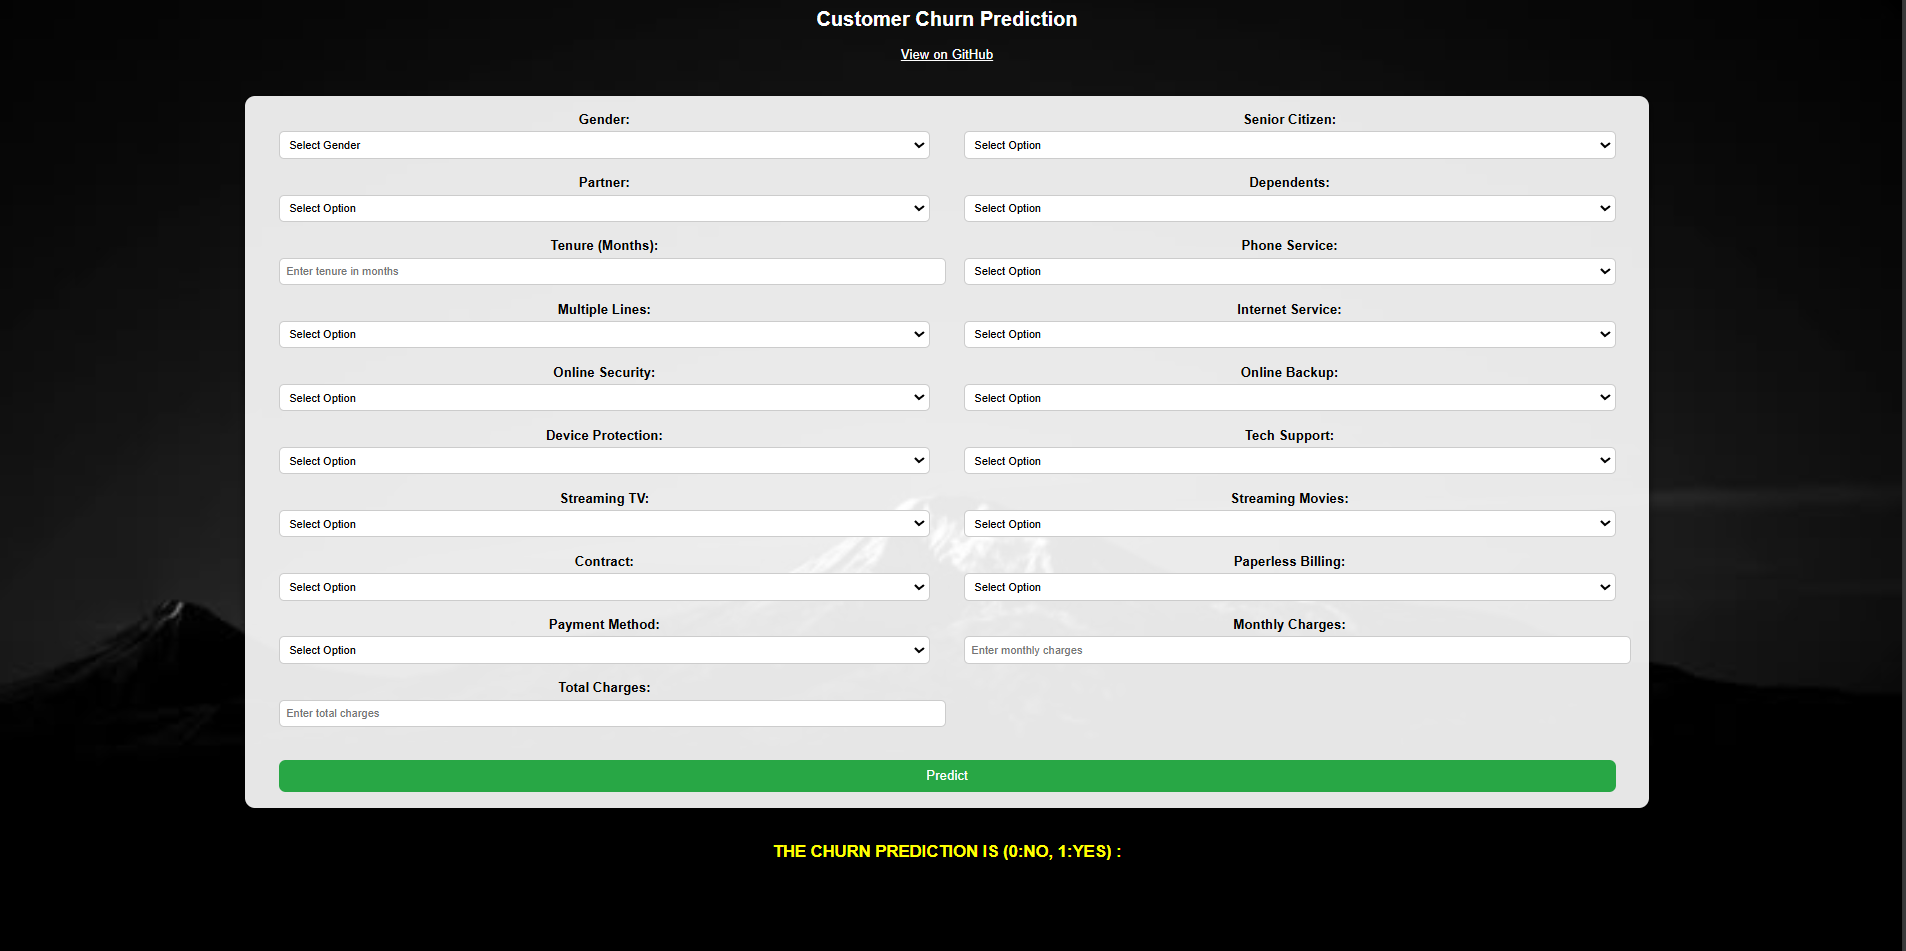 Customer Churn Prediction
View on GitHub
Gender: Senior Citizen:
Select Gender Select Option
Partner: Dependents:
Select Option Select Option
Tenure (Months): Phone Service:
Enter tenure in months Select Option
Multiple Lines: Internet Service:
Select Option Select Option
Online Security: Online Backup:
Select Option Select Option
Device Protection: Tech Support:
Select Option Select Option
Streaming TV: Streaming Movies:
Select Option Select Option
Contract: Paperless Billing:
Select Option Select Option
Payment Method: Monthly Charges:
Select Option Enter monthly charges
Total Charges:
Enter total charges
Predict
THE CHURN PREDICTION IS (0:NO, 1:YES) :